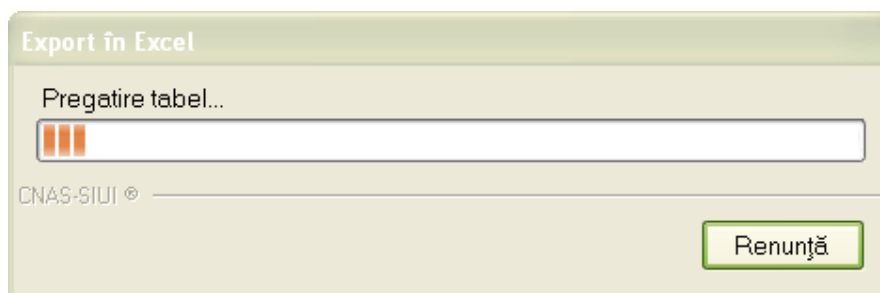 Export în Excel
Pregatire tabel...
CNAS-SIUI ®
Renunţă